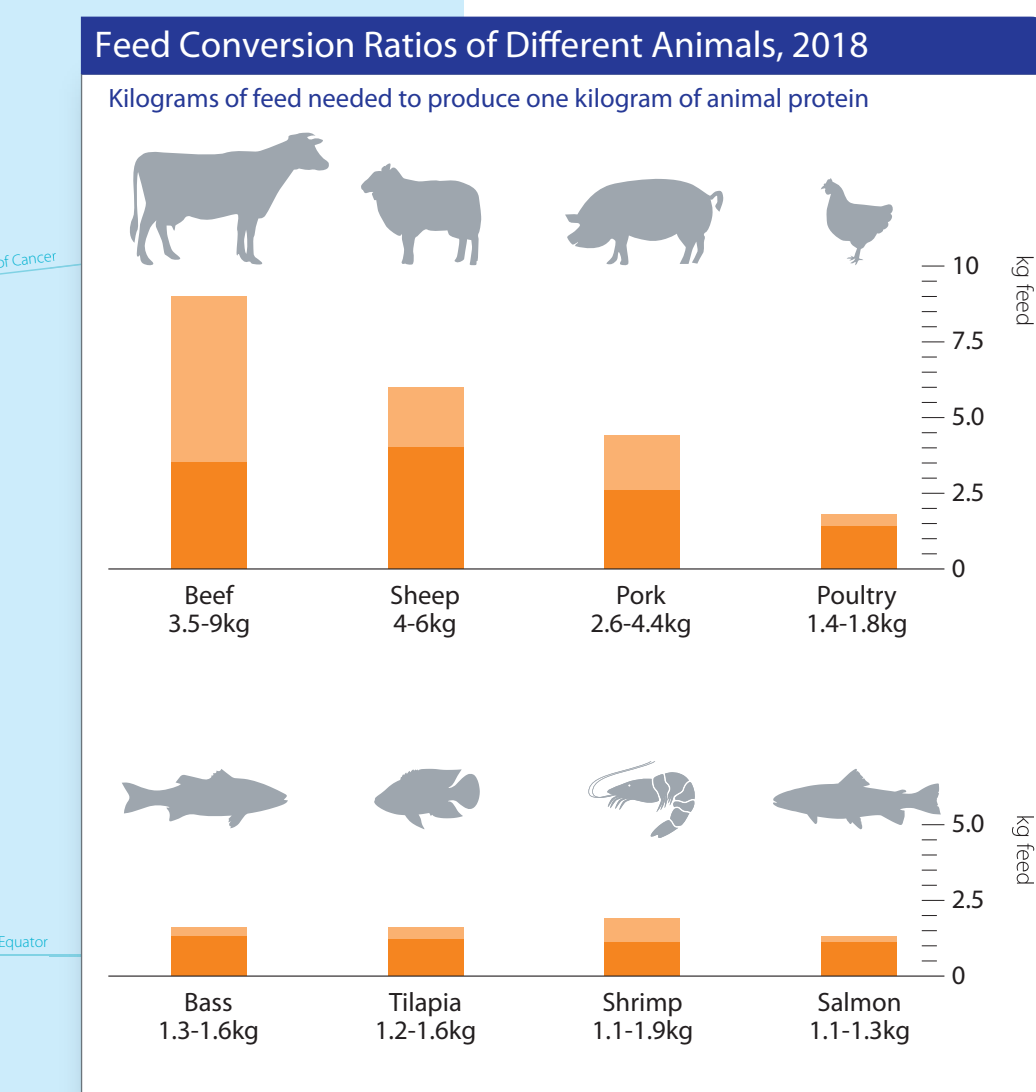 Feed Conversion Ratios of Different Animals, 2018
Kilograms of feed needed to produce one kilogram of animal protein
of Cancer
10
kg feed
7.5
5.0
2.5
0
Beef
3.5-9kg
Sheep
4-6kg
Pork
2.6-4.4kg
Poultry
1.4-1.8kg
5.0
kg feed
2.5
Equator
0
Bass
1.3-1.6kg
Tilapia
1.2-1.6kg
Shrimp
1.1-1.9kg
Salmon
1.1-1.3kg